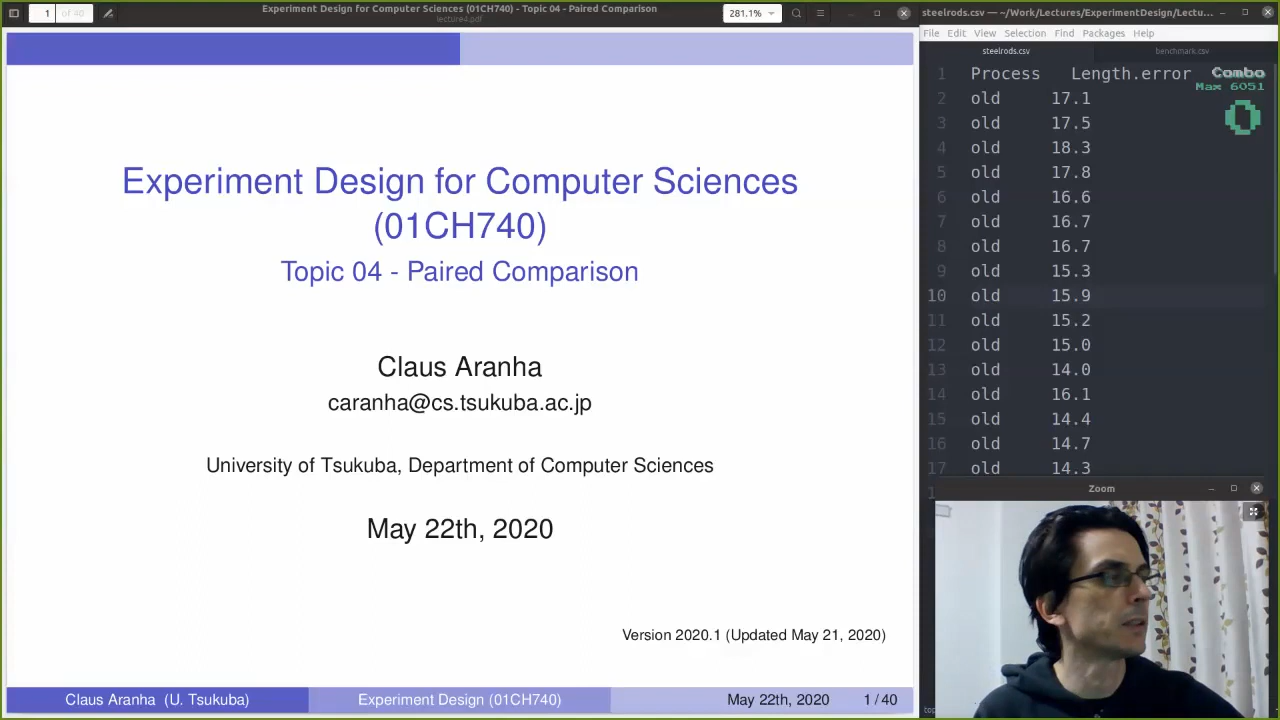 Experiment Design for Computer Sciences (01CH740) - Topic 04 - Paired Comparison
lecture4.pdf
1 of 40
281.1%
Experiment Design for Computer Sciences
(01CH740)
Topic 04 - Paired Comparison
Claus Aranha
caranha@cs.tsukuba.ac.jp
University of Tsukuba, Department of Computer Sciences
May 22th, 2020
Version 2020.1 (Updated May 21, 2020)
Claus Aranha (U. Tsukuba) Experiment Design (01CH740) May 22th, 2020 1 / 40
steelrods.csv — ~/Work/Lectures/ExperimentDesign/Lectu...
File Edit View Selection Find Packages Help
steelrods.csv benchmark.csv
1 Process Length.error
Combo
Max 6051
0
2 old 17.1
3 old 17.5
4 old 18.3
5 old 17.8
6 old 16.6
7 old 16.7
8 old 16.7
9 old 15.3
10 old 15.9
11 old 15.2
12 old 15.0
13 old 14.0
14 old 16.1
15 old 14.4
16 old 14.7
17 old 14.3
Zoom